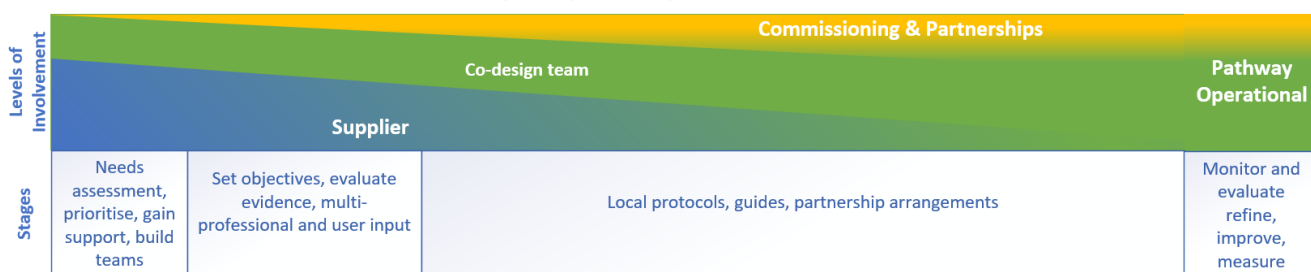 Levels of
Involvement
Commissioning & Partnerships
Co-design team
Supplier
Pathway
Operational
Stages
Needs
assessment,
prioritise, gain
support, build
teams
Set objectives, evaluate
evidence, multi-
professional and user input
Local protocols, guides, partnership arrangements
Monitor and
evaluate
refine,
improve,
measure